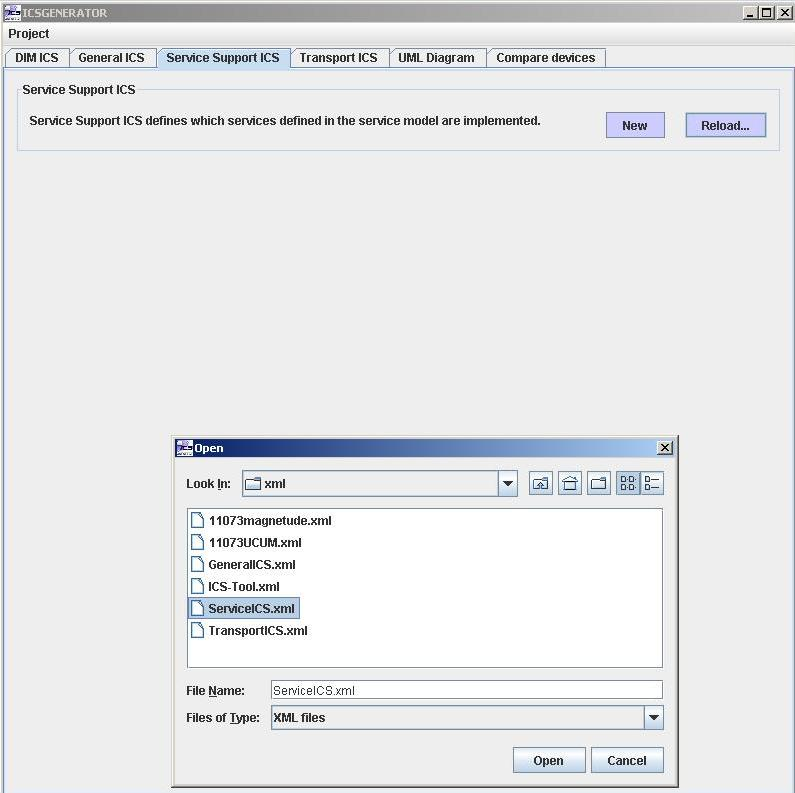 ICSGENERATOR
Project
DIM ICS General ICS Service Support ICS Transport ICS UML Diagram Compare devices
Service Support ICS
Service Support ICS defines which services defined in the service model are implemented. New Reload...
Open
Look In: xml
11073magnetude.xml
11073UCUM.xml
GeneralICS.xml
ICS-Tool.xml
ServiceICS.xml
TransportICS.xml
File Name: ServiceICS.xml
Files of Type: XML files
Open Cancel